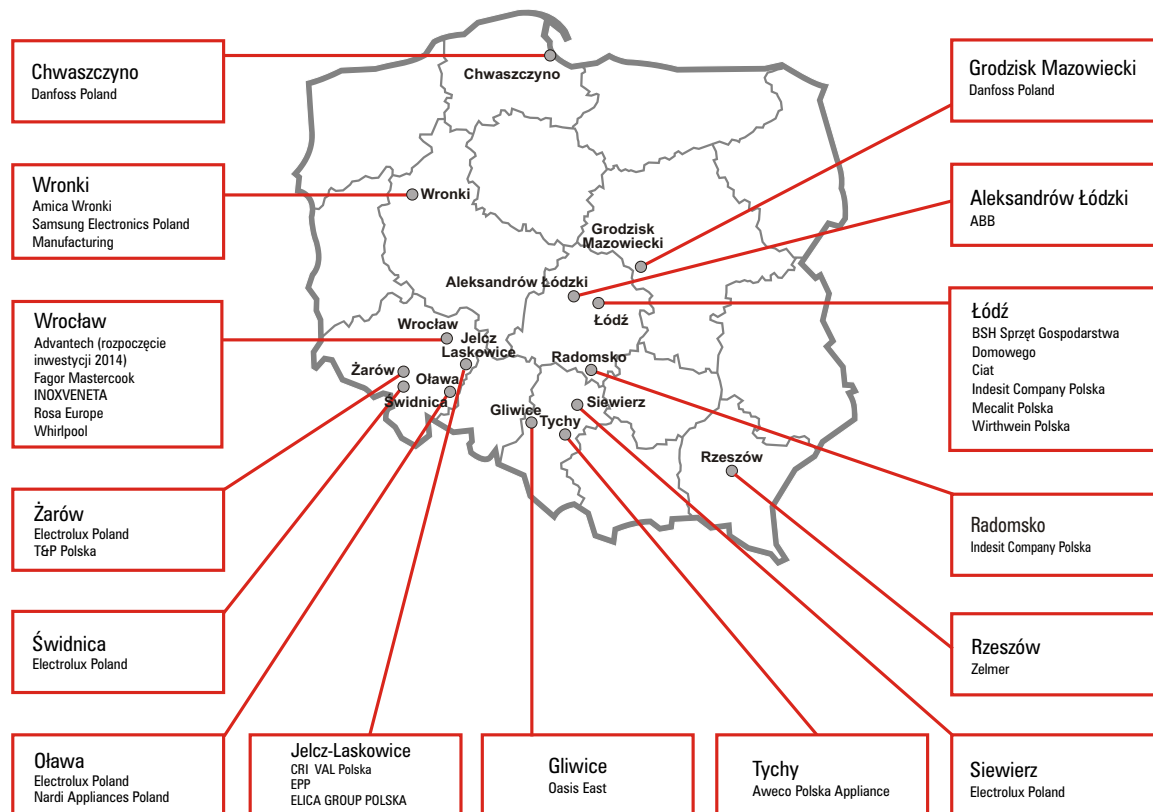 Chwaszczyno
Danfoss Poland
Wronki
Amica Wronki
Samsung Electronics Poland
Manufacturing
Wrocław
Advantech (rozpoczęcie
inwestycji 2014)
Fagor Mastercook
INOXVENETA
Rosa Europe
Whirlpool
Żarów
Electrolux Poland
T&P Polska
Świdnica
Electrolux Poland
Oława
Electrolux Poland
Nardi Appliances Poland
Jelcz-Laskowice
CRI VAL Polska
EPP
ELICA GROUP POLSKA
Gliwice
Oasis East
Tychy
Aweco Polska Appliance
Siewierz
Electrolux Poland
Rzeszów
Zelmer
Radomsko
Indesit Company Polska
Łódź
BSH Sprzęt Gospodarstwa
Domowego
Ciat
Indesit Company Polska
Mecalit Polska
Wirthwein Polska
Aleksandrów Łódzki
ABB
Grodzisk Mazowiecki
Danfoss Poland
Chwaszczyno
Wronki
Grodzisk
Mazowiecki
Aleksandrów Łódzki
Łódź
Wrocław
Jelcz
Laskowice
Żarów
Oława
Świdnica
Radomsko
Siewierz
Gliwice
Tychy
Rzeszów